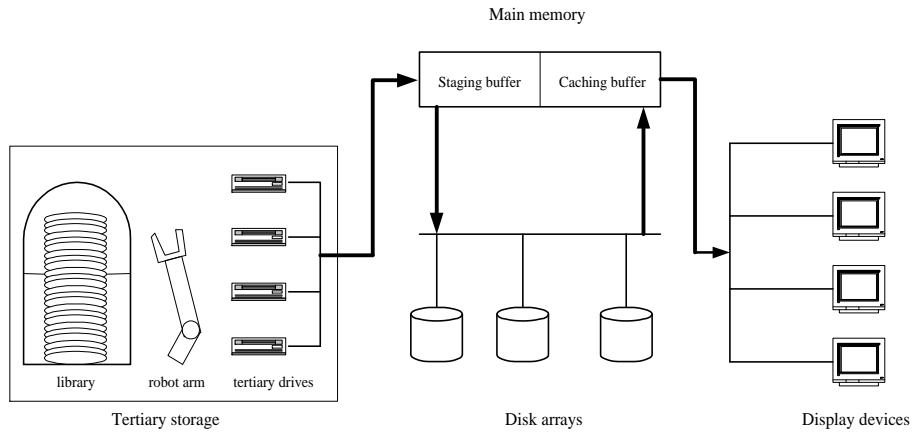 Main memory
Staging buffer
Caching buffer
library
robot arm
tertiary drives
Tertiary storage
Disk arrays
Display devices